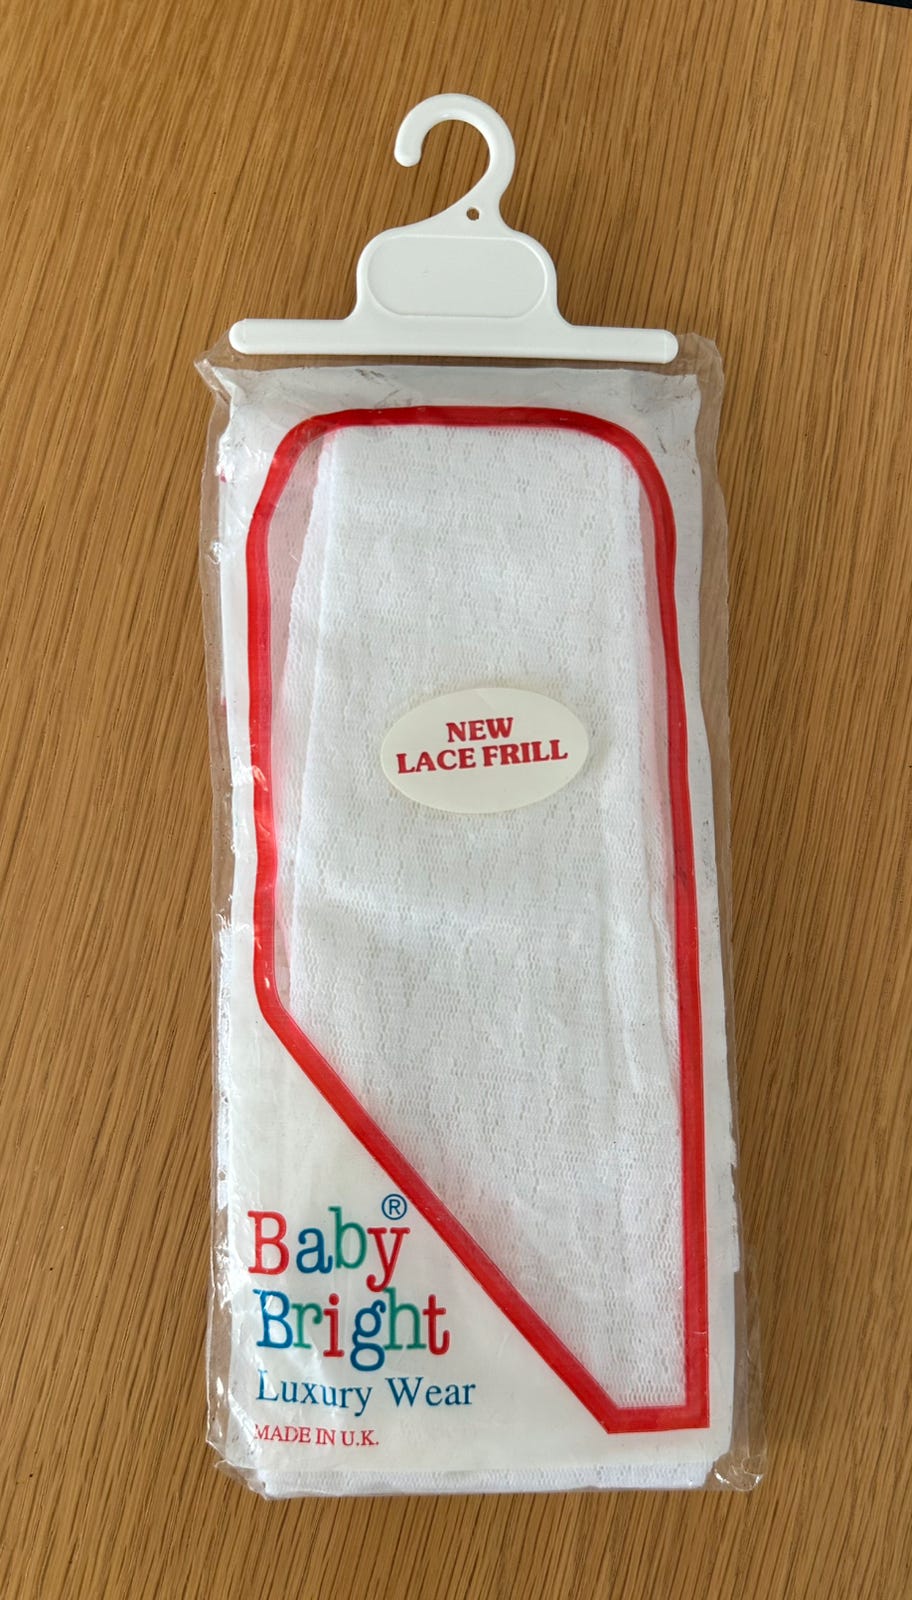 NEW
LACE FRILL
Baby®
Bright
Luxury Wear
MADE IN U.K.